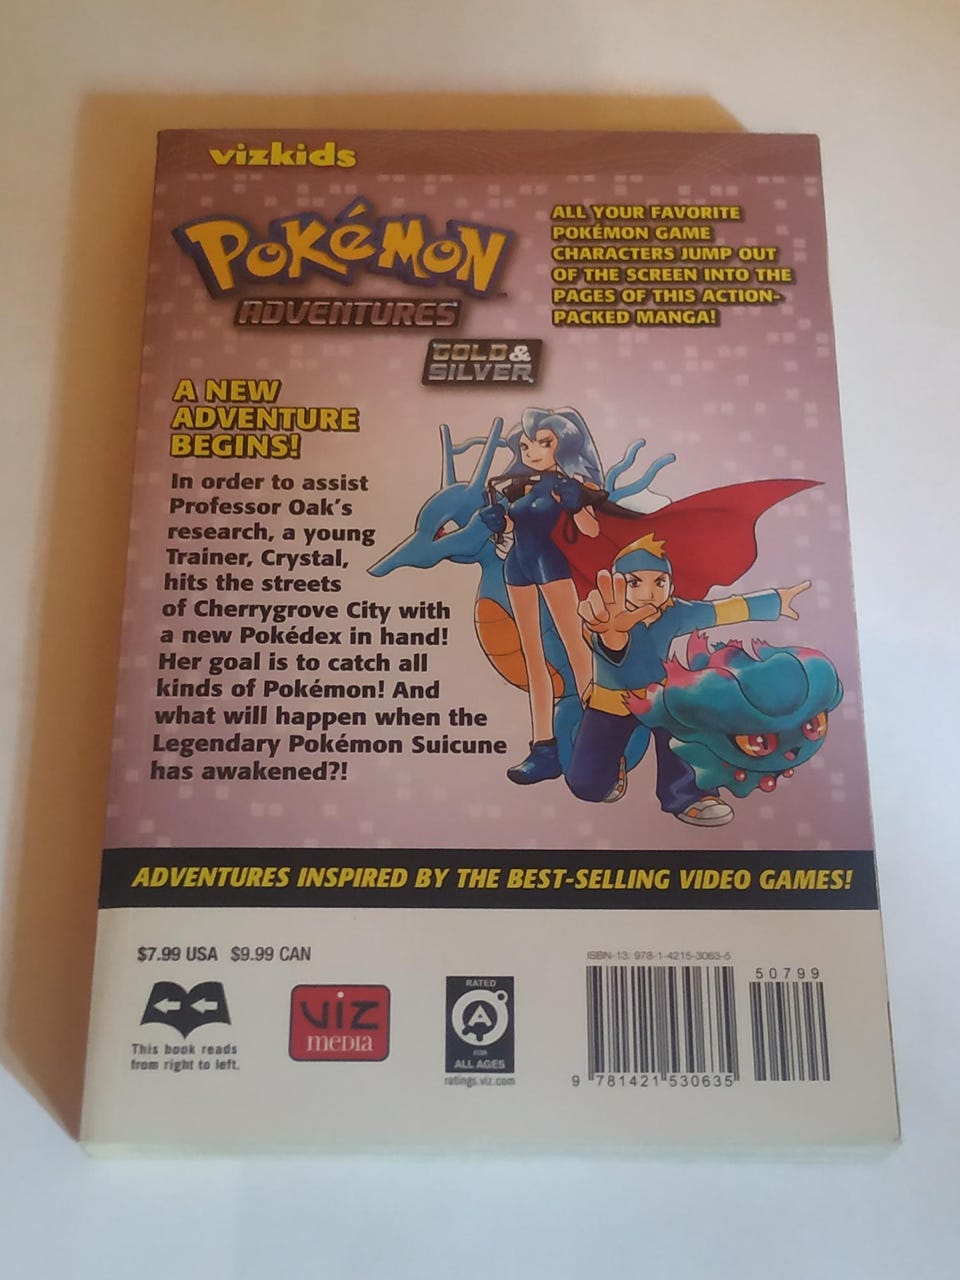 vizkids
POKéMON
ADVENTURES
GOLD &
SILVER
ALL YOUR FAVORITE
POKÉMON GAME
CHARACTERS JUMP OUT
OF THE SCREEN INTO THE
PAGES OF THIS ACTION-
PACKED MANGA!
A NEW
ADVENTURE
BEGINS!
In order to assist
Professor Oak's
research, a young
Trainer, Crystal,
hits the streets
of Cherrygrove City with
a new Pokédex in hand!
Her goal is to catch all
kinds of Pokémon! And
what will happen when the
Legendary Pokémon Suicune
has awakened?!
ADVENTURES INSPIRED BY THE BEST-SELLING VIDEO GAMES!
$7.99 USA $9.99 CAN
This book reads
from right to left.
VIZ
MEDIA
RATED
A
FOR
ALL AGES
ratings.viz.com
ISBN-13: 978-1-4215-3063-5
50799
9 781421 530635